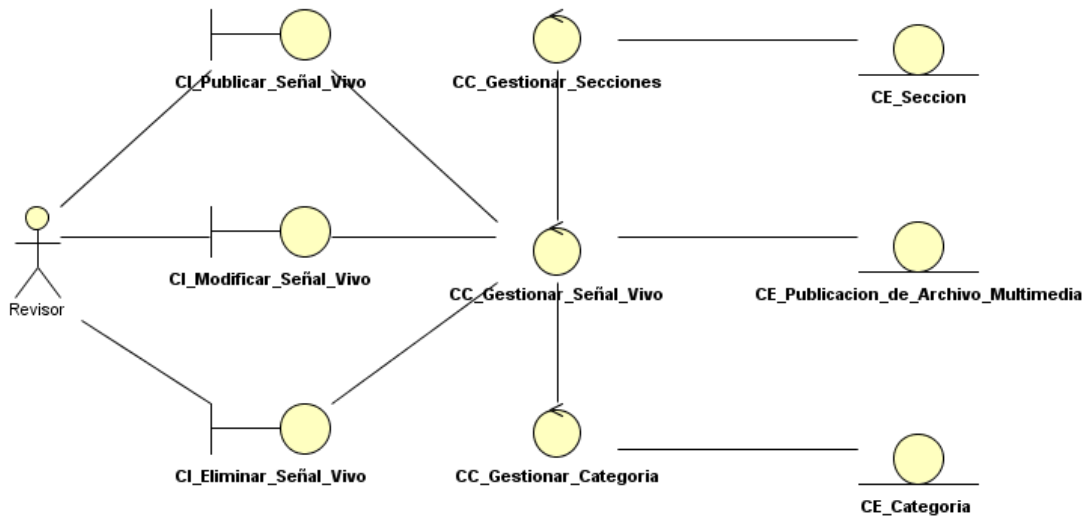 CI_Publicar_Señal_Vivo
CC_Gestionar_Secciones
CE_Seccion
Revisor
CI_Modificar_Señal_Vivo
CC_Gestionar_Señal_Vivo
CE_Publicacion_de_Archivo_Multimedia
CI_Eliminar_Señal_Vivo
CC_Gestionar_Categoria
CE_Categoria